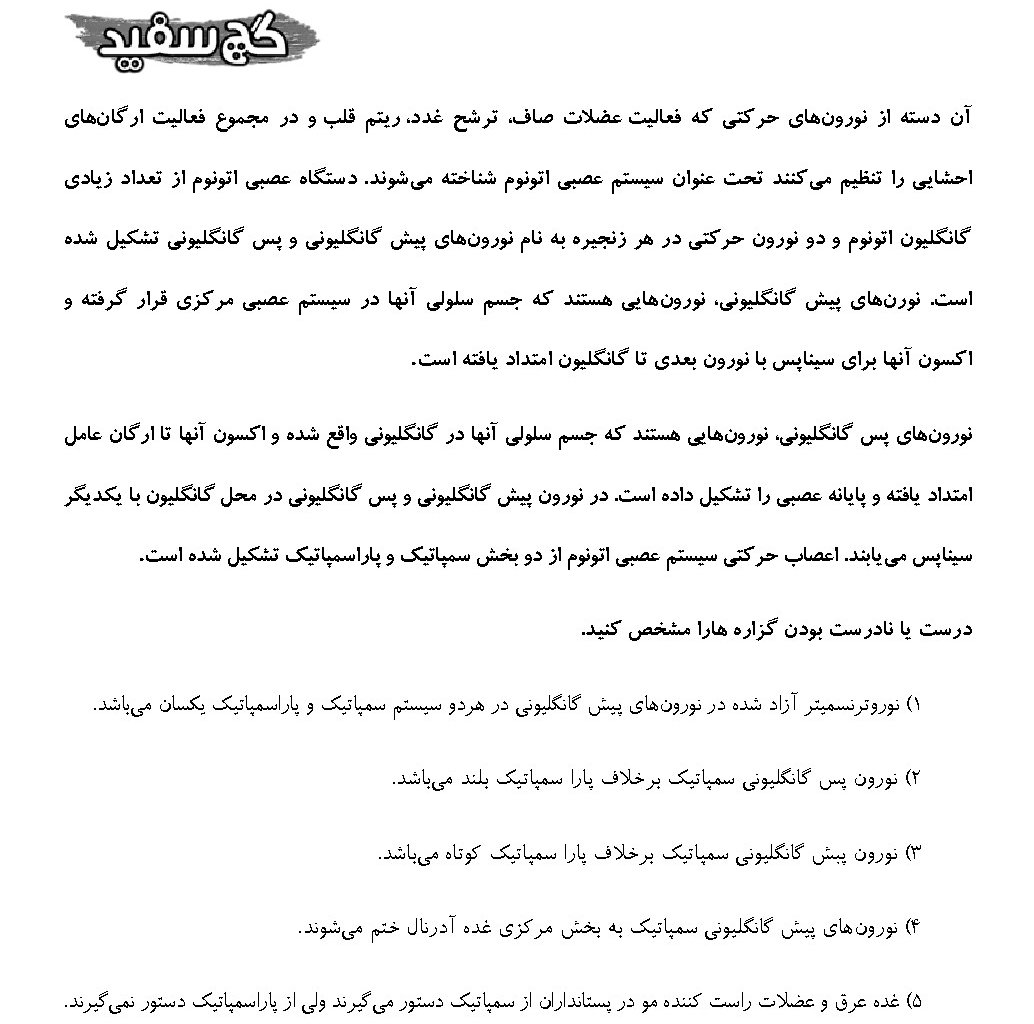 گچ سفید
آن دسته از نورون‌های حرکتی که فعالیت عضلات صاف، ترشح غدد، ریتم قلب و در مجموع فعالیت ارگان‌های
احشایی را تنظیم می‌کنند تحت عنوان سیستم عصبی اتونوم شناخته می‌شوند. دستگاه عصبی اتونوم از تعداد زیادی
گانگلیون اتونوم و دو نورون حرکتی در هر زنجیره به نام نورون‌های پیش گانگلیونی و پس گانگلیونی تشکیل شده
است. نورن‌های پیش گانگلیونی، نورون‌هایی هستند که جسم سلولی آنها در سیستم عصبی مرکزی قرار گرفته و
اکسون آنها برای سیناپس با نورون بعدی تا گانگلیون امتداد یافته است.
نورون‌های پس گانگلیونی، نورون‌هایی هستند که جسم سلولی آنها در گانگلیونی واقع شده و اکسون آنها تا ارگان عامل
امتداد یافته و پایانه عصبی را تشکیل داده است. در نورون پیش گانگلیونی و پس گانگلیونی در محل گانگلیون با یکدیگر
سیناپس می‌یابند. اعصاب حرکتی سیستم عصبی اتونوم از دو بخش سمپاتیک و پاراسمپاتیک تشکیل شده است.
درست یا نادرست بودن گزاره هارا مشخص کنید.
۱) نوروترنسمیتر آزاد شده در نورون‌های پیش گانگلیونی در هردو سیستم سمپاتیک و پاراسمپاتیک یکسان می‌باشد.
۲) نورون پس گانگلیونی سمپاتیک برخلاف پارا سمپاتیک بلند می‌باشد.
۳) نورون پبش گانگلیونی سمپاتیک برخلاف پارا سمپاتیک کوتاه می‌باشد.
۴) نورون‌های پیش گانگلیونی سمپاتیک به بخش مرکزی غده آدرنال ختم می‌شوند.
۵) غده عرق و عضلات راست کننده مو در پستانداران از سمپاتیک دستور می‌گیرند ولی از پاراسمپاتیک دستور نمی‌گیرند.